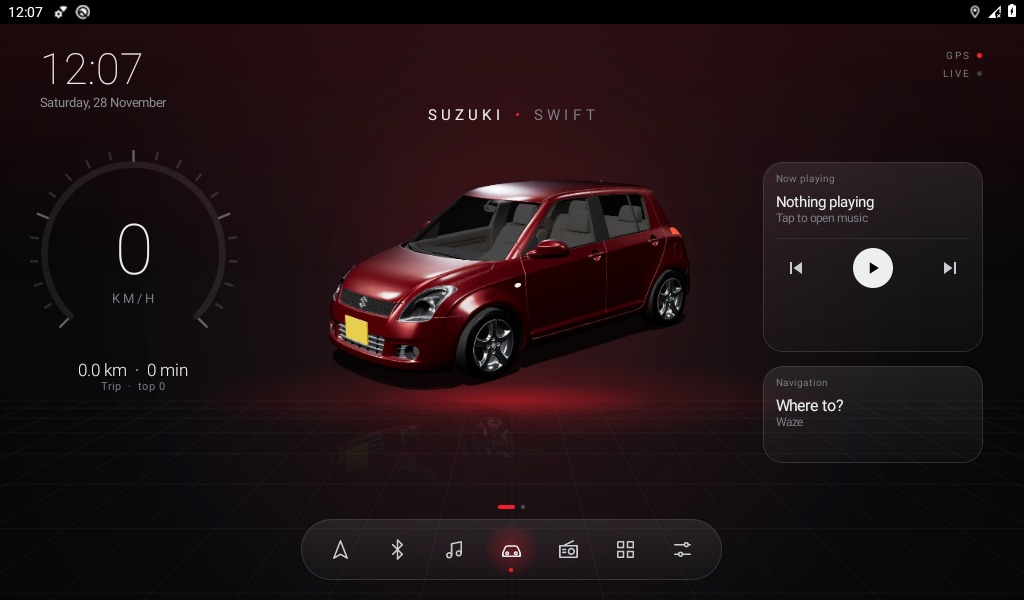 12:07
12:07
Saturday, 28 November
GPS
LIVE
SUZUKI · SWIFT
0
KM/H
0.0 km · 0 min
Trip · top 0
Now playing
Nothing playing
Tap to open music
Navigation
Where to?
Waze